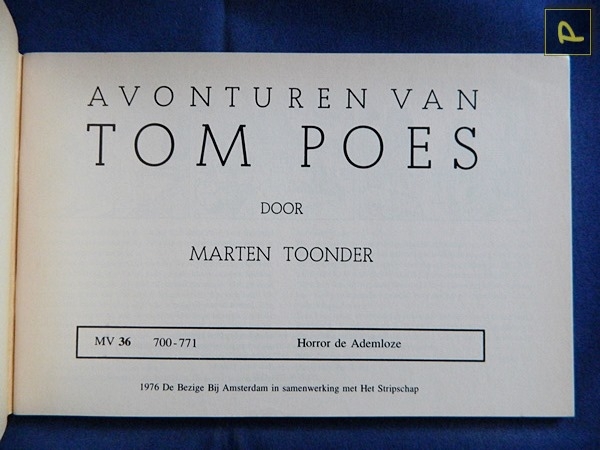 P
AVONTUREN VAN
TOM POES
DOOR
MARTEN TOONDER
MV 36 700-771 Horror de Ademloze
1976 De Bezige Bij Amsterdam in samenwerking met Het Stripschap